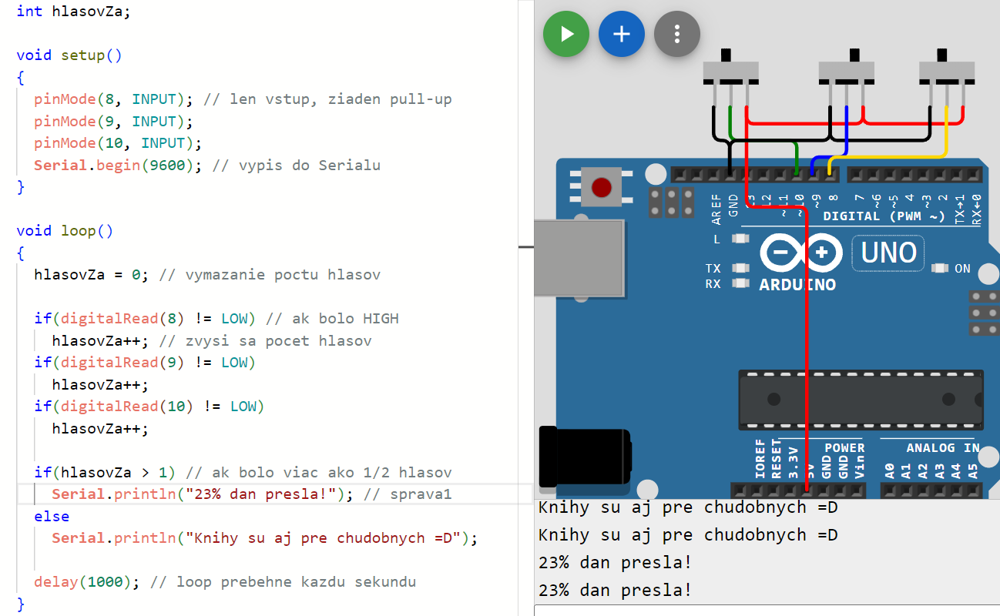 int hlasovZa;
void setup()
{
pinMode(8, INPUT); // len vstup, ziaden pull-up
pinMode(9, INPUT);
pinMode(10, INPUT);
Serial.begin(9600); // vypis do Serialu
}
void loop()
{
hlasovZa = 0; // vymazanie poctu hlasov
if(digitalRead(8) != LOW) // ak bolo HIGH
hlasovZa++; // zvysi sa pocet hlasov
if(digitalRead(9) != LOW)
hlasovZa++;
if(digitalRead(10) != LOW)
hlasovZa++;
if(hlasovZa > 1) // ak bolo viac ako 1/2 hlasov
Serial.println("23% dan presla!"); // sprava1
else
Serial.println("Knihy su aj pre chudobnych =D");
delay(1000); // loop prebehne kazdu sekundu
}
AREF
GND
13
12
~11
~10
~9
8
7
~6
~5
4
~3
2
TX→1
RX←0
DIGITAL (PWM ~)
L
TX
RX
UNO
ON
ARDUINO
IOREF
RESET
3.3V
5V
GND
GND
Vin
POWER
ANALOG IN
A0
A1
A2
A3
A4
A5
Knihy su aj pre chudobnych =D
Knihy su aj pre chudobnych =D
23% dan presla!
23% dan presla!